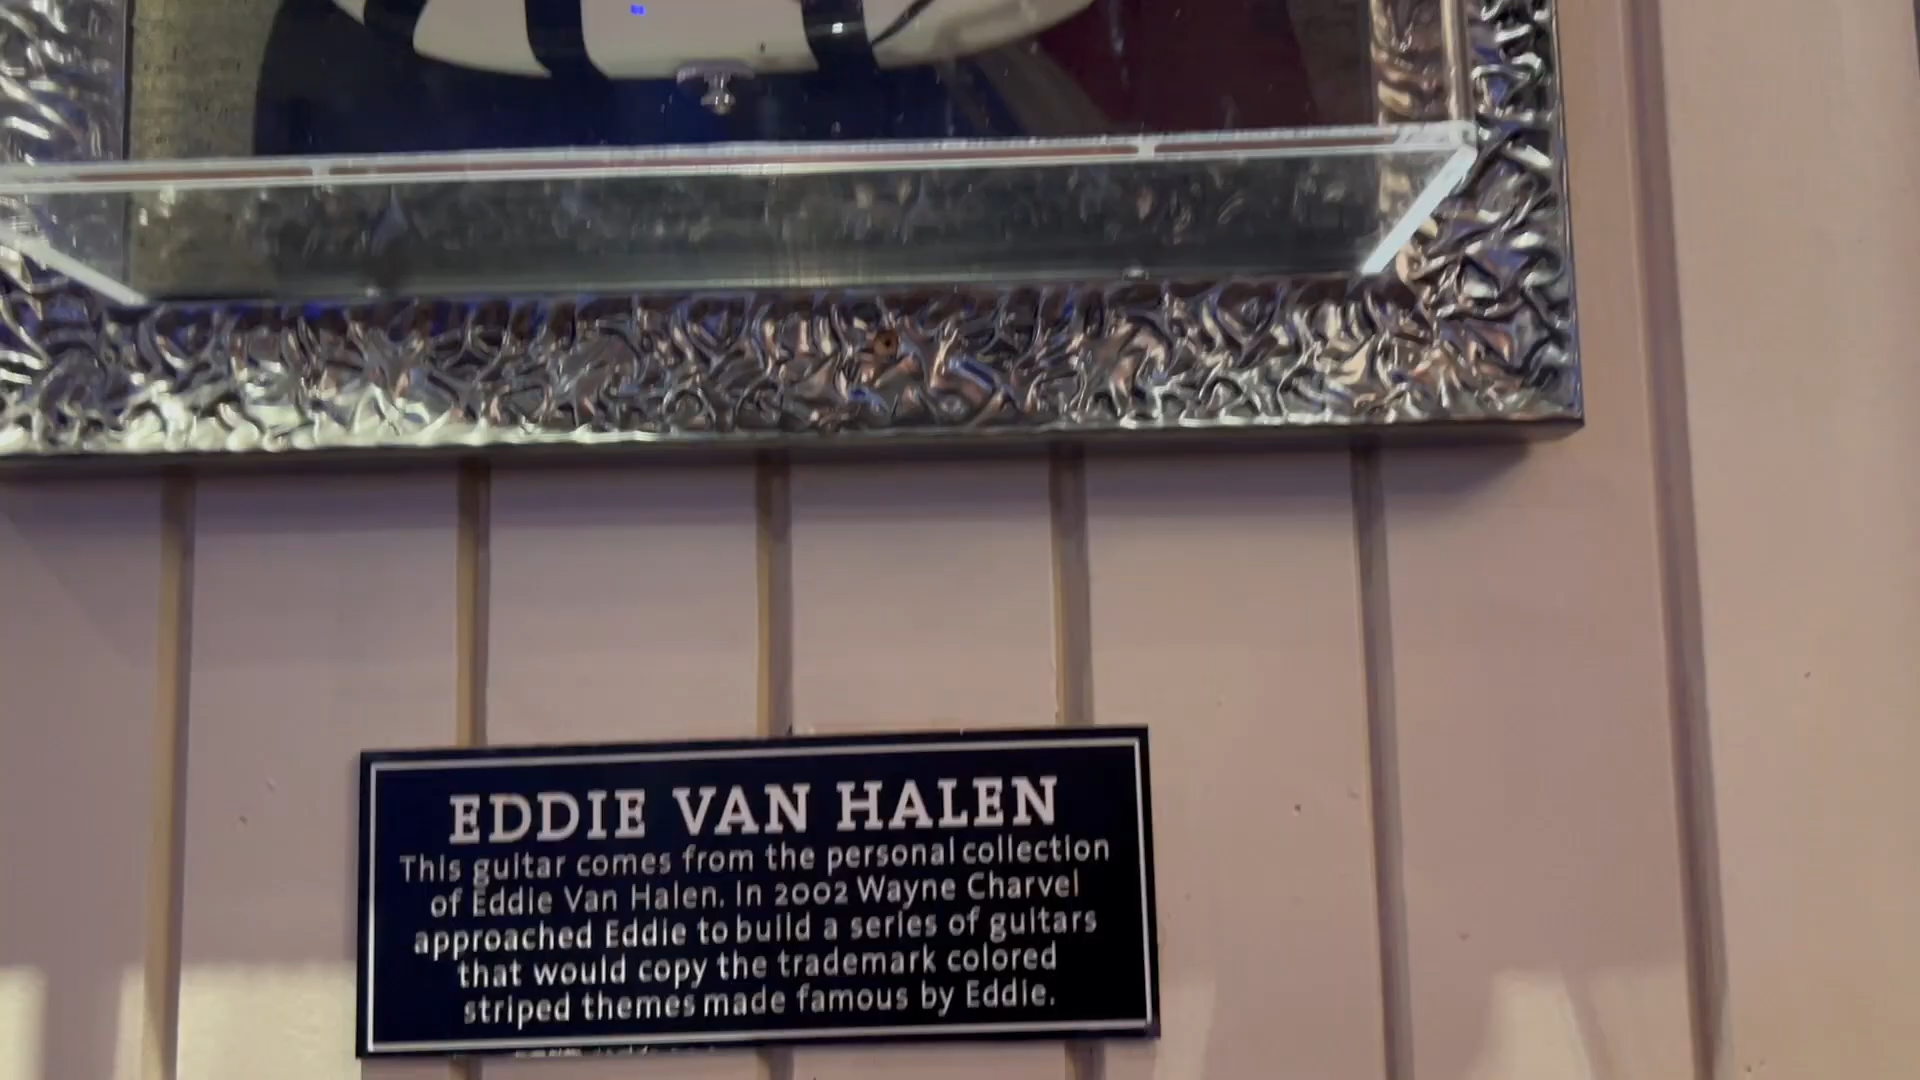 EDDIE VAN HALEN
This guitar comes from the personal collection
of Eddie Van Halen. In 2002 Wayne Charvel
approached Eddie to build a series of guitars
that would copy the trademark colored
striped themes made famous by Eddie.